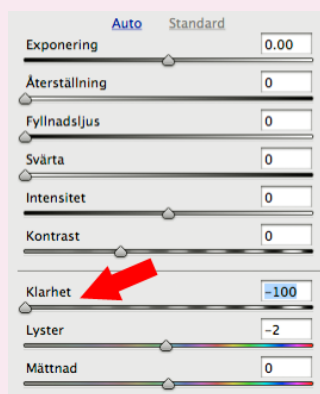 Auto Standard
Exponering 0.00
Återställning 0
Fyllnadsljus 0
Svärta 0
Intensitet 0
Kontrast 0
Klarhet -100
Lyster -2
Mättnad 0